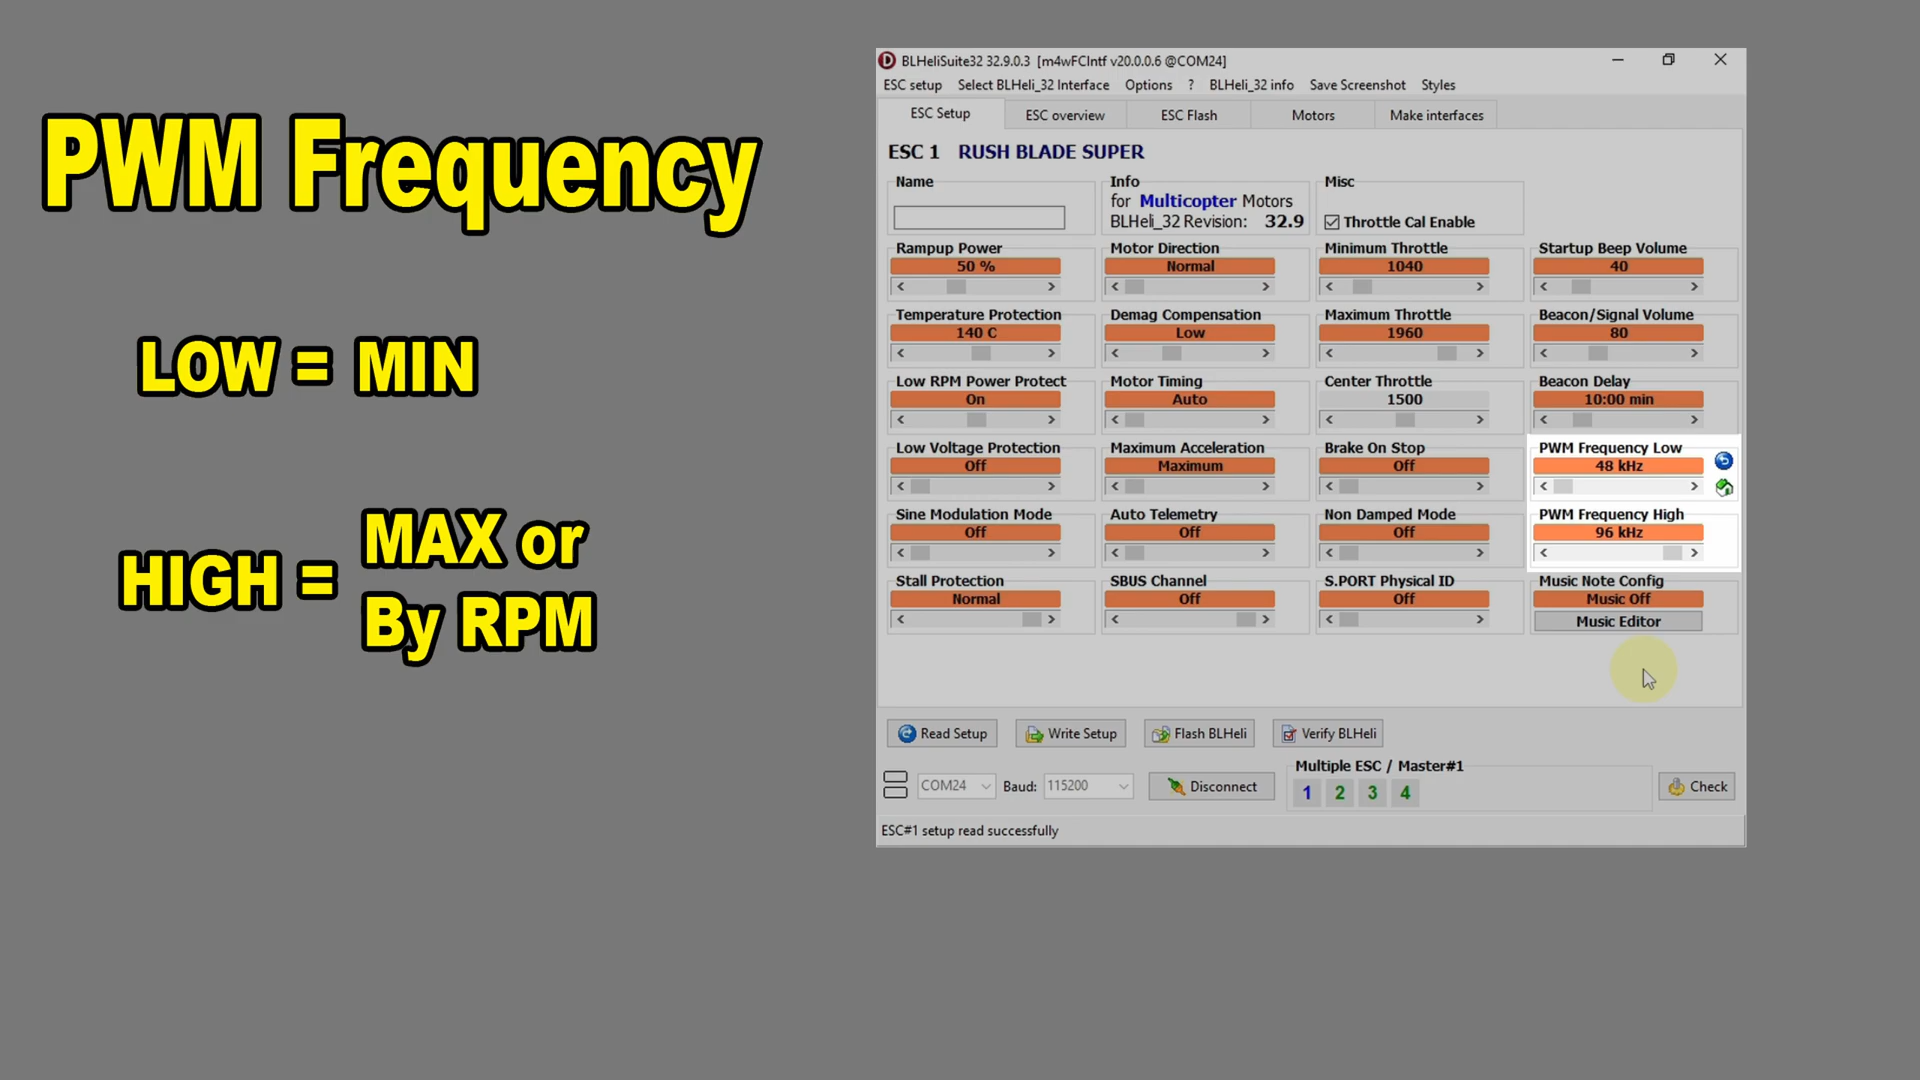 PWM Frequency
LOW = MIN
HIGH = MAX or
By RPM
BLHeliSuite32 32.9.0.3 [m4wFCIntf v20.0.0.6 @COM24]
ESC setup Select BLHeli_32 Interface Options ? BLHeli_32 info Save Screenshot Styles
ESC Setup ESC overview ESC Flash Motors Make interfaces
ESC 1 RUSH BLADE SUPER
Name Info Misc
for Multicopter Motors
BLHeli_32 Revision: 32.9 Throttle Cal Enable
Rampup Power Motor Direction Minimum Throttle Startup Beep Volume
50 % Normal 1040 40
Temperature Protection Demag Compensation Maximum Throttle Beacon/Signal Volume
140 C Low 1960 80
Low RPM Power Protect Motor Timing Center Throttle Beacon Delay
On Auto 1500 10:00 min
Low Voltage Protection Maximum Acceleration Brake On Stop PWM Frequency Low
Off Maximum Off 48 kHz
Sine Modulation Mode Auto Telemetry Non Damped Mode PWM Frequency High
Off Off Off 96 kHz
Stall Protection SBUS Channel S.PORT Physical ID Music Note Config
Normal Off Off Music Off
Music Editor
Read Setup Write Setup Flash BLHeli Verify BLHeli
Multiple ESC / Master#1
COM24 Baud: 115200 Disconnect 1 2 3 4 Check
ESC#1 setup read successfully